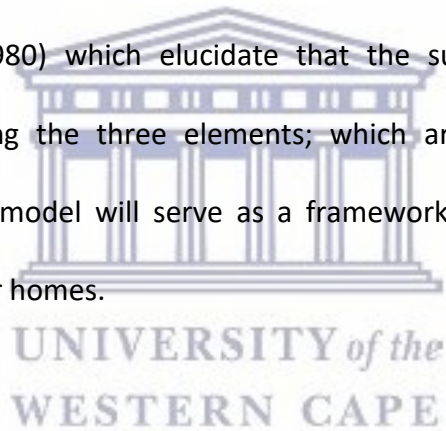 980) which elucidate that the su
ng the three elements; which ar
model will serve as a framework
r homes.
UNIVERSITY of the
WESTERN CAPE